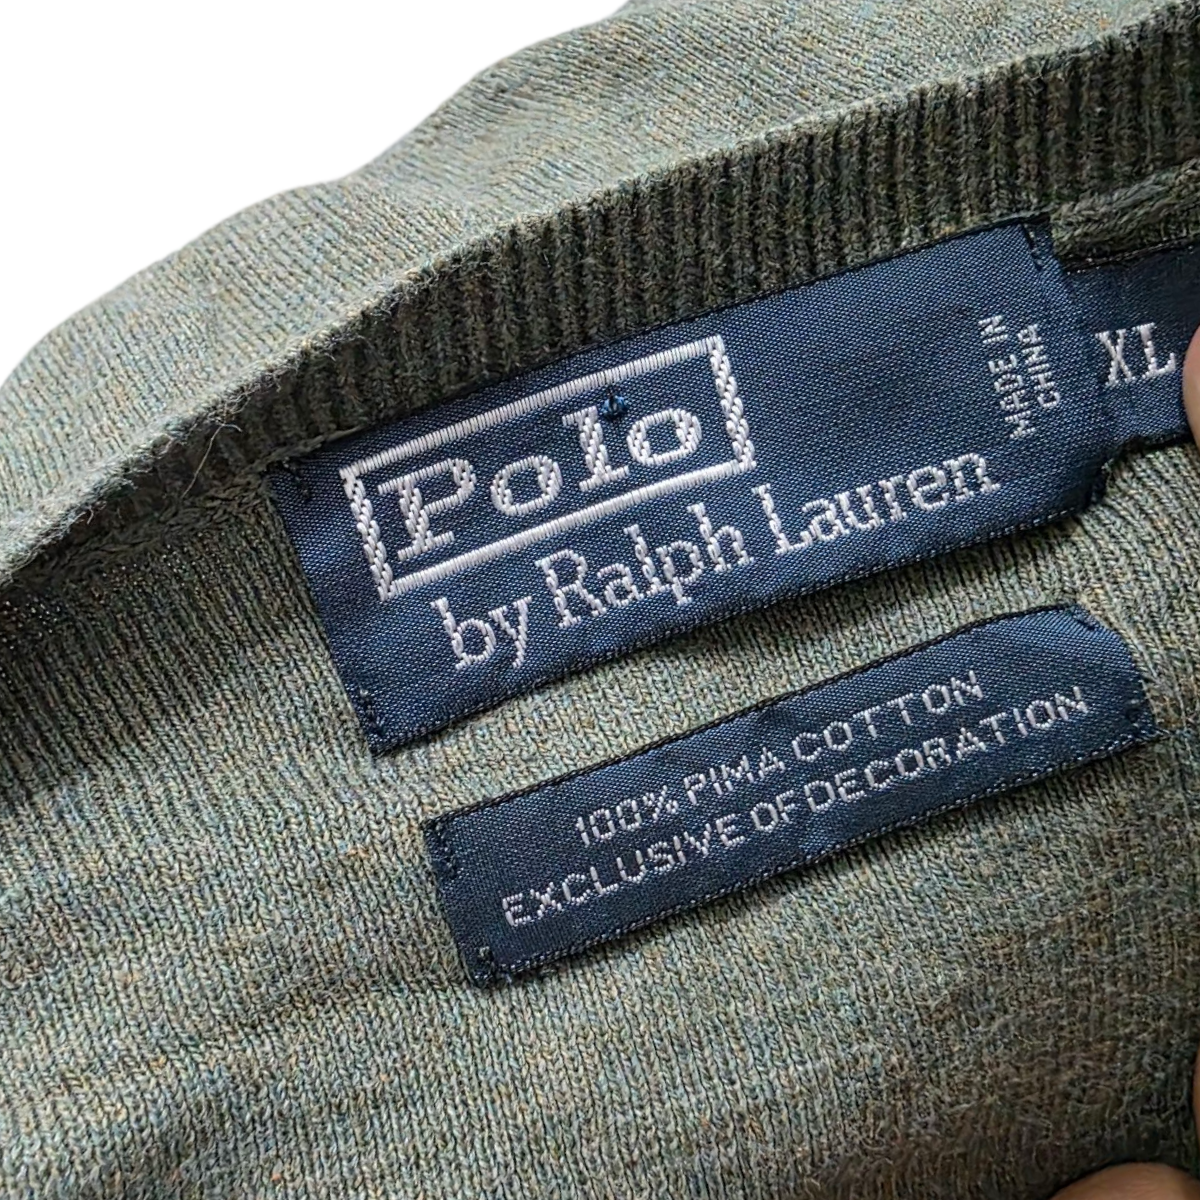 Polo
by Ralph Lauren
MADE IN
CHINA
XL
100% PIMA COTTON
EXCLUSIVE OF DECORATION